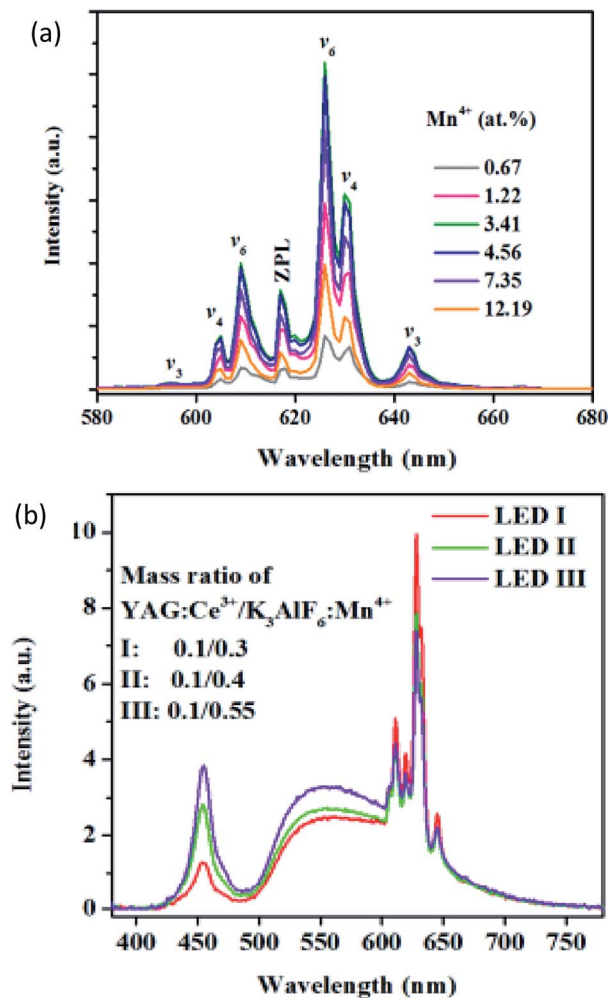 (a)
Intensity (a.u.)
v3
v4
v6
ZPL
v6
v4
v3
Mn4+ (at.%)
0.67
1.22
3.41
4.56
7.35
12.19
580 600 620 640 660 680
Wavelength (nm)
(b)
Intensity (a.u.)
10
8
6
4
2
0
LED I
LED II
LED III
Mass ratio of
YAG:Ce3+/K3AlF6:Mn4+
I: 0.1/0.3
II: 0.1/0.4
III: 0.1/0.55
400 450 500 550 600 650 700 750
Wavelength (nm)